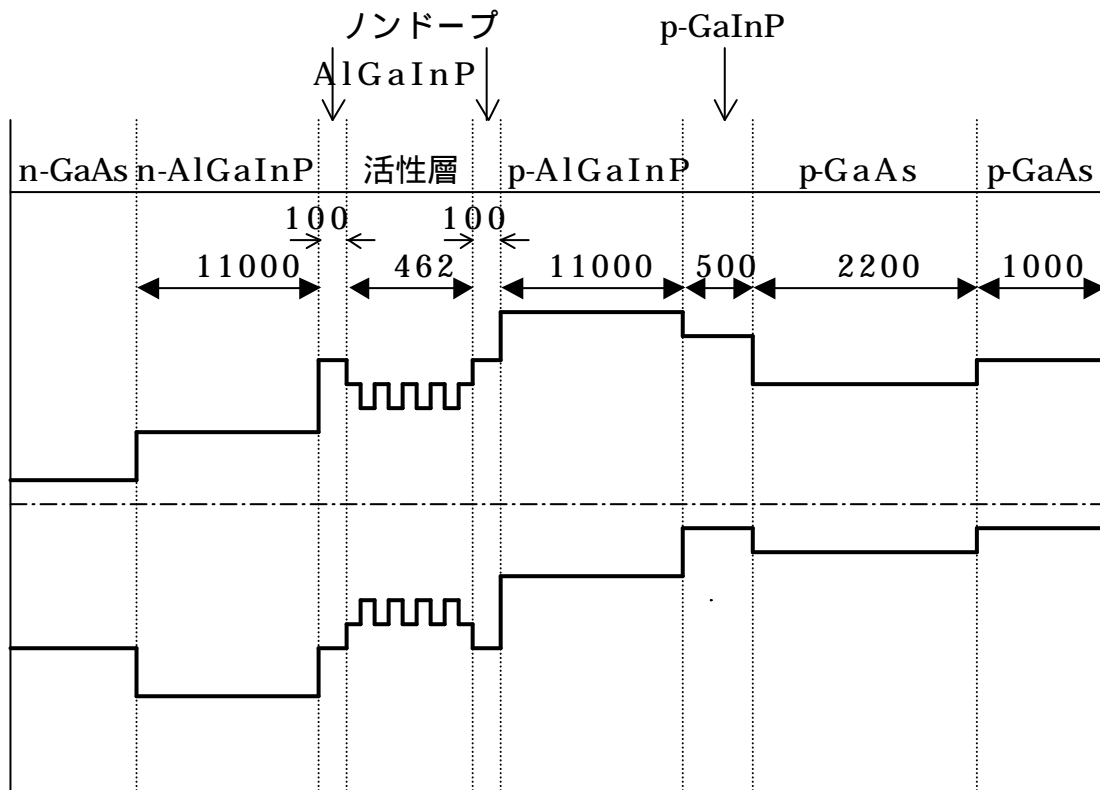 ノンドープ p-GaInP
AlGaInP
n-GaAs n-AlGaInP 活性層 p-AlGaInP p-GaAs p-GaAs
100 100
11000 462 11000 500 2200 1000